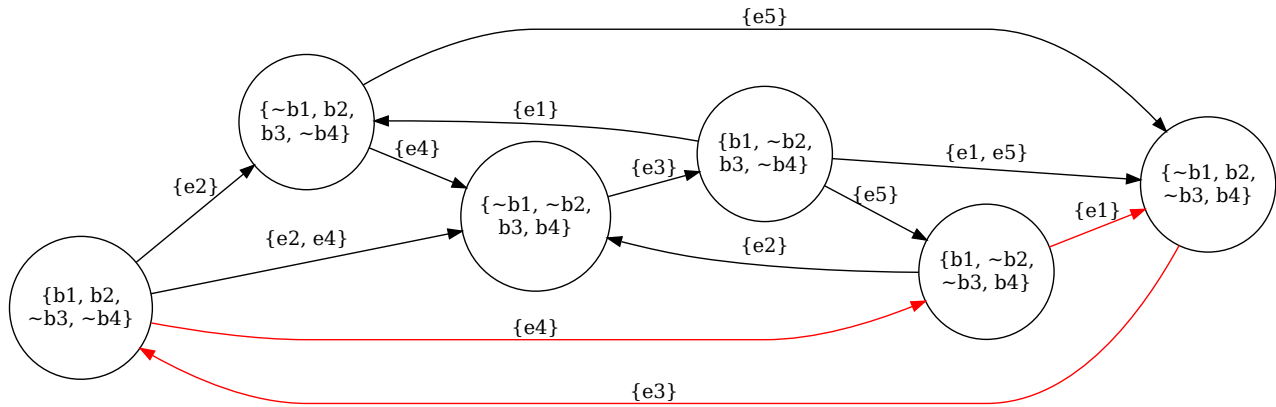 {e5}
{~b1, b2,
b3, ~b4}
{e1}
{b1, ~b2,
b3, ~b4}
{e4}
{e1, e5}
{~b1, b2,
~b3, b4}
{e3}
{e2}
{~b1, ~b2,
b3, b4}
{e5}
{e1}
{e2, e4}
{e2}
{b1, ~b2,
~b3, b4}
{b1, b2,
~b3, ~b4}
{e4}
{e3}